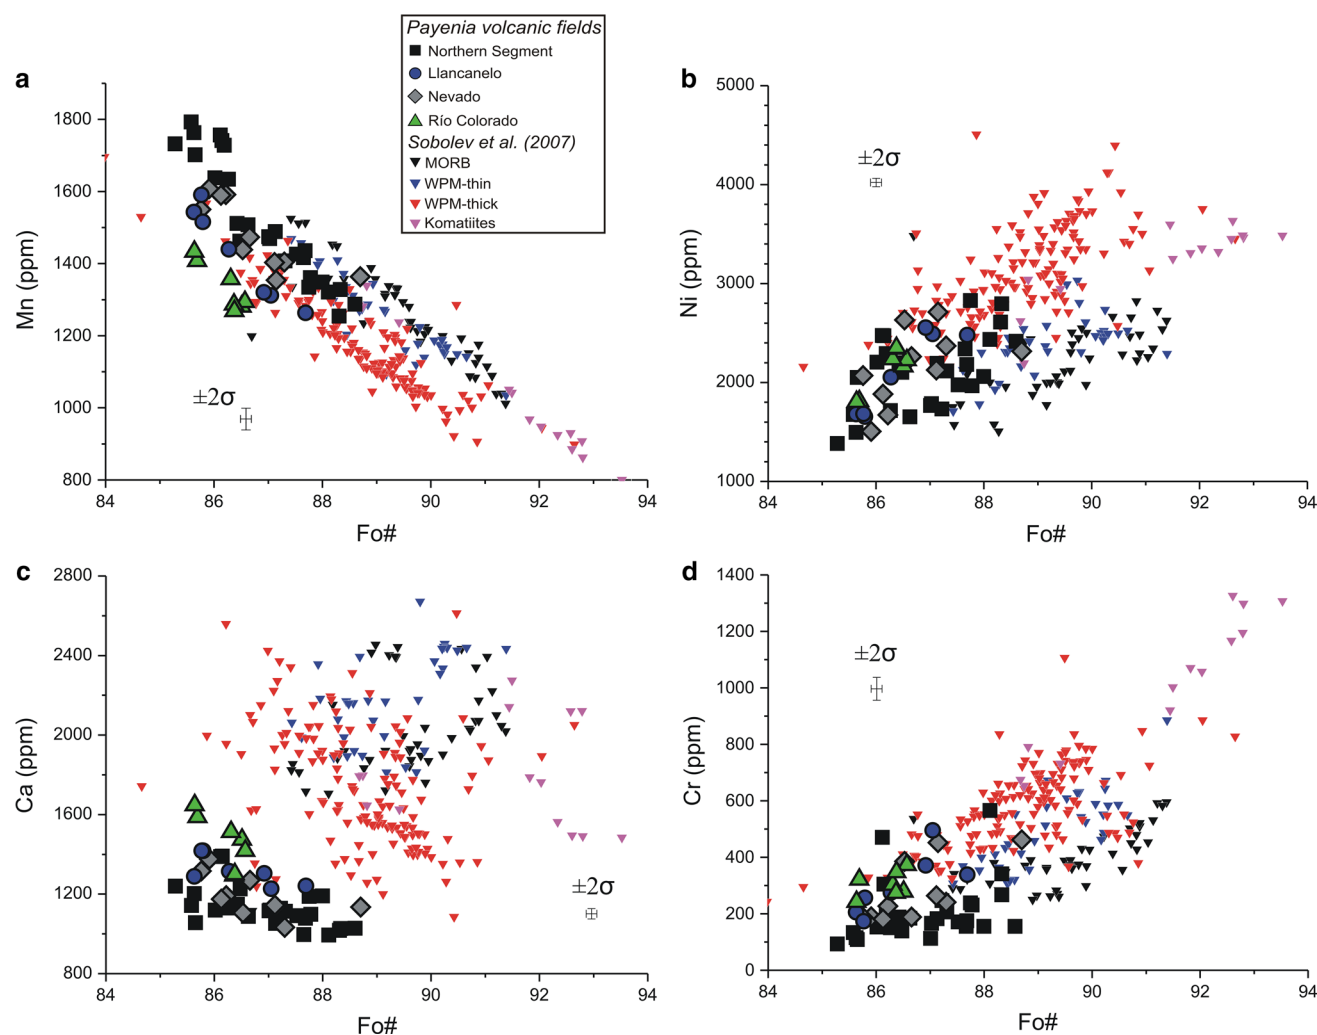 Payenia volcanic fields
Northern Segment
Llancanelo
Nevado
Río Colorado
Sobolev et al. (2007)
MORB
WPM-thin
WPM-thick
Komatiites
a
1800
1600
1400
1200
1000
800
Mn (ppm)
±2σ
84 86 88 90 92 94
Fo#
b
5000
4000
3000
2000
1000
Ni (ppm)
±2σ
84 86 88 90 92 94
Fo#
c
2800
2400
2000
1600
1200
800
Ca (ppm)
±2σ
84 86 88 90 92 94
Fo#
d
1400
1200
1000
800
600
400
200
0
Cr (ppm)
±2σ
84 86 88 90 92 94
Fo#